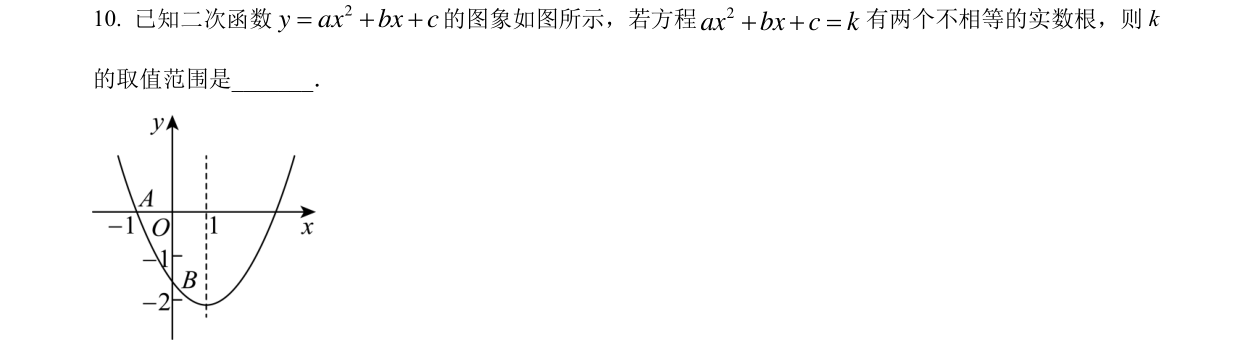 10. 已知二次函数 y = ax² + bx + c 的图象如图所示，若方程 ax² + bx + c = k 有两个不相等的实数根，则 k
的取值范围是______.
y
A
−1 O 1 x
−1
B
−2